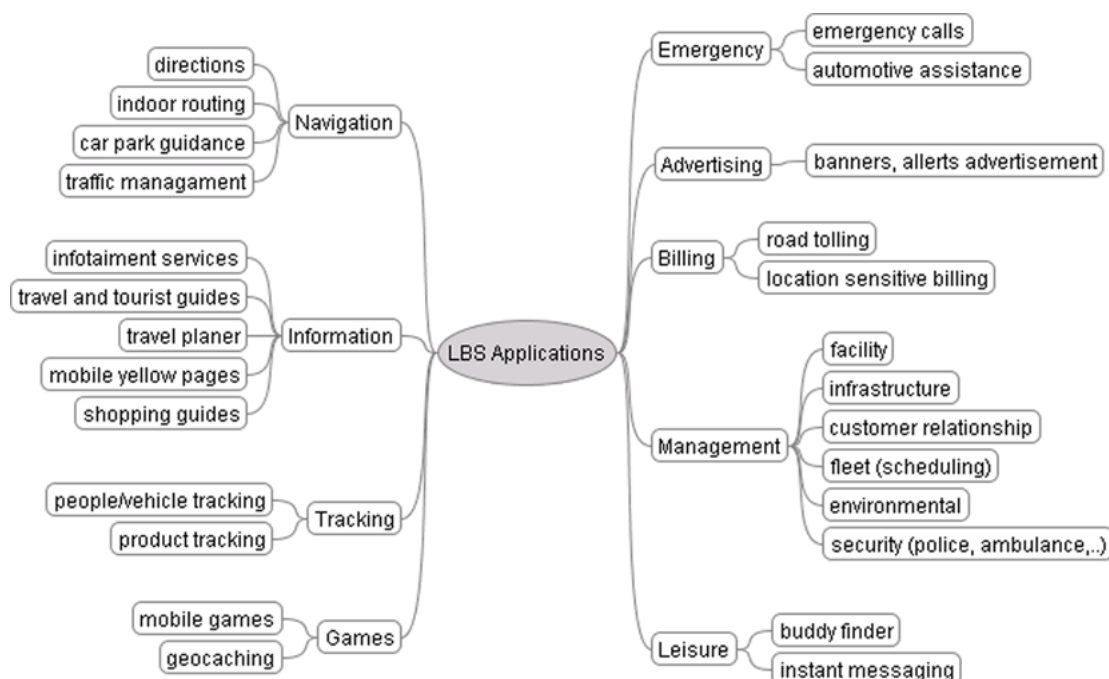 directions
indoor routing
car park guidance
traffic managament
Navigation
infotaiment services
travel and tourist guides
travel planer
mobile yellow pages
shopping guides
Information
people/vehicle tracking
product tracking
Tracking
mobile games
geocaching
Games
LBS Applications
Emergency
emergency calls
automotive assistance
Advertising
banners, allerts advertisement
Billing
road tolling
location sensitive billing
Management
facility
infrastructure
customer relationship
fleet (scheduling)
environmental
security (police, ambulance,..)
Leisure
buddy finder
instant messaging